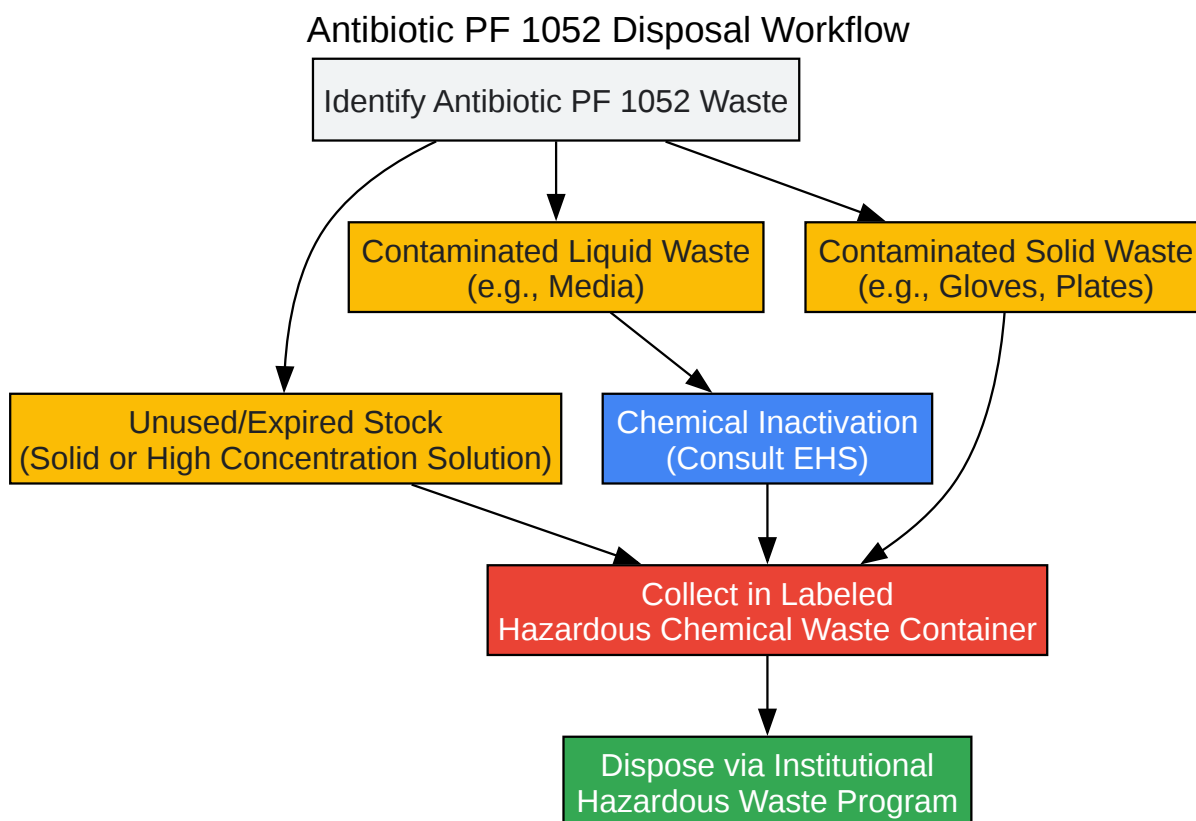 Antibiotic PF 1052 Disposal Workflow
Identify Antibiotic PF 1052 Waste
Contaminated Liquid Waste
(e.g., Media)
Contaminated Solid Waste
(e.g., Gloves, Plates)
Unused/Expired Stock
(Solid or High Concentration Solution)
Chemical Inactivation
(Consult EHS)
Collect in Labeled
Hazardous Chemical Waste Container
Dispose via Institutional
Hazardous Waste Program